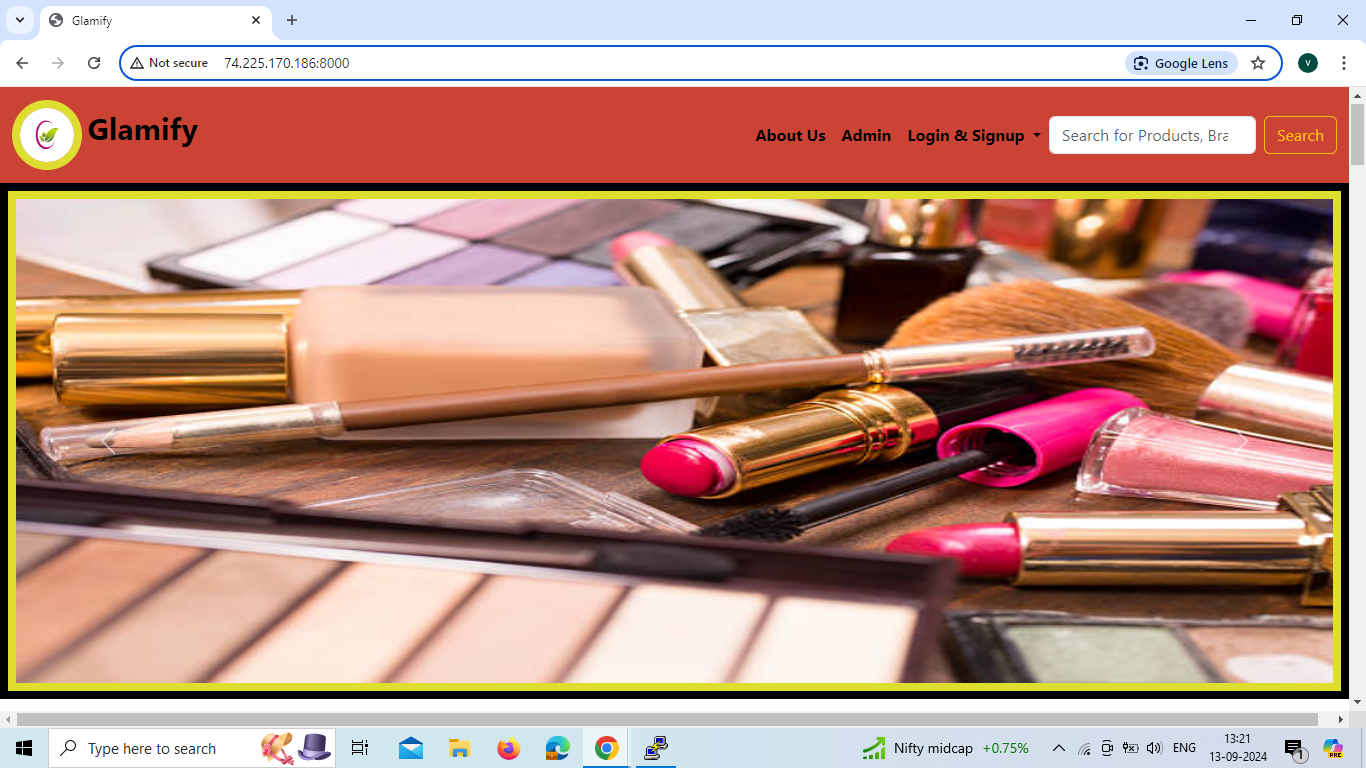 Glamify
Not secure
74.225.170.186:8000
Google Lens
V
Glamify
About Us
Admin
Login & Signup
Search for Products, Bra
Search
Type here to search
Nifty midcap +0.75%
ENG
13:21
13-09-2024
1
PRE